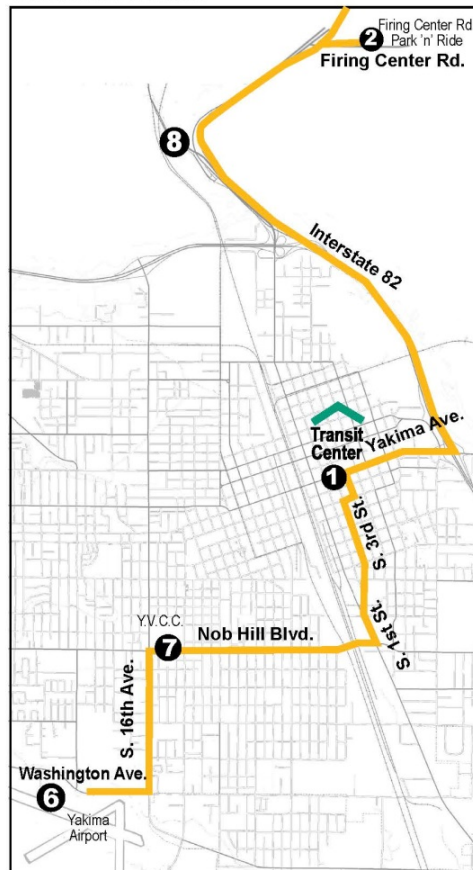 Firing Center Rd
2
Park 'n' Ride
Firing Center Rd.
8
Interstate 82
Transit
Center
Yakima Ave.
1
S. 3rd St.
S. 1st St.
Y.V.C.C.
7
Nob Hill Blvd.
S. 16th Ave.
Washington Ave.
6
Yakima
Airport